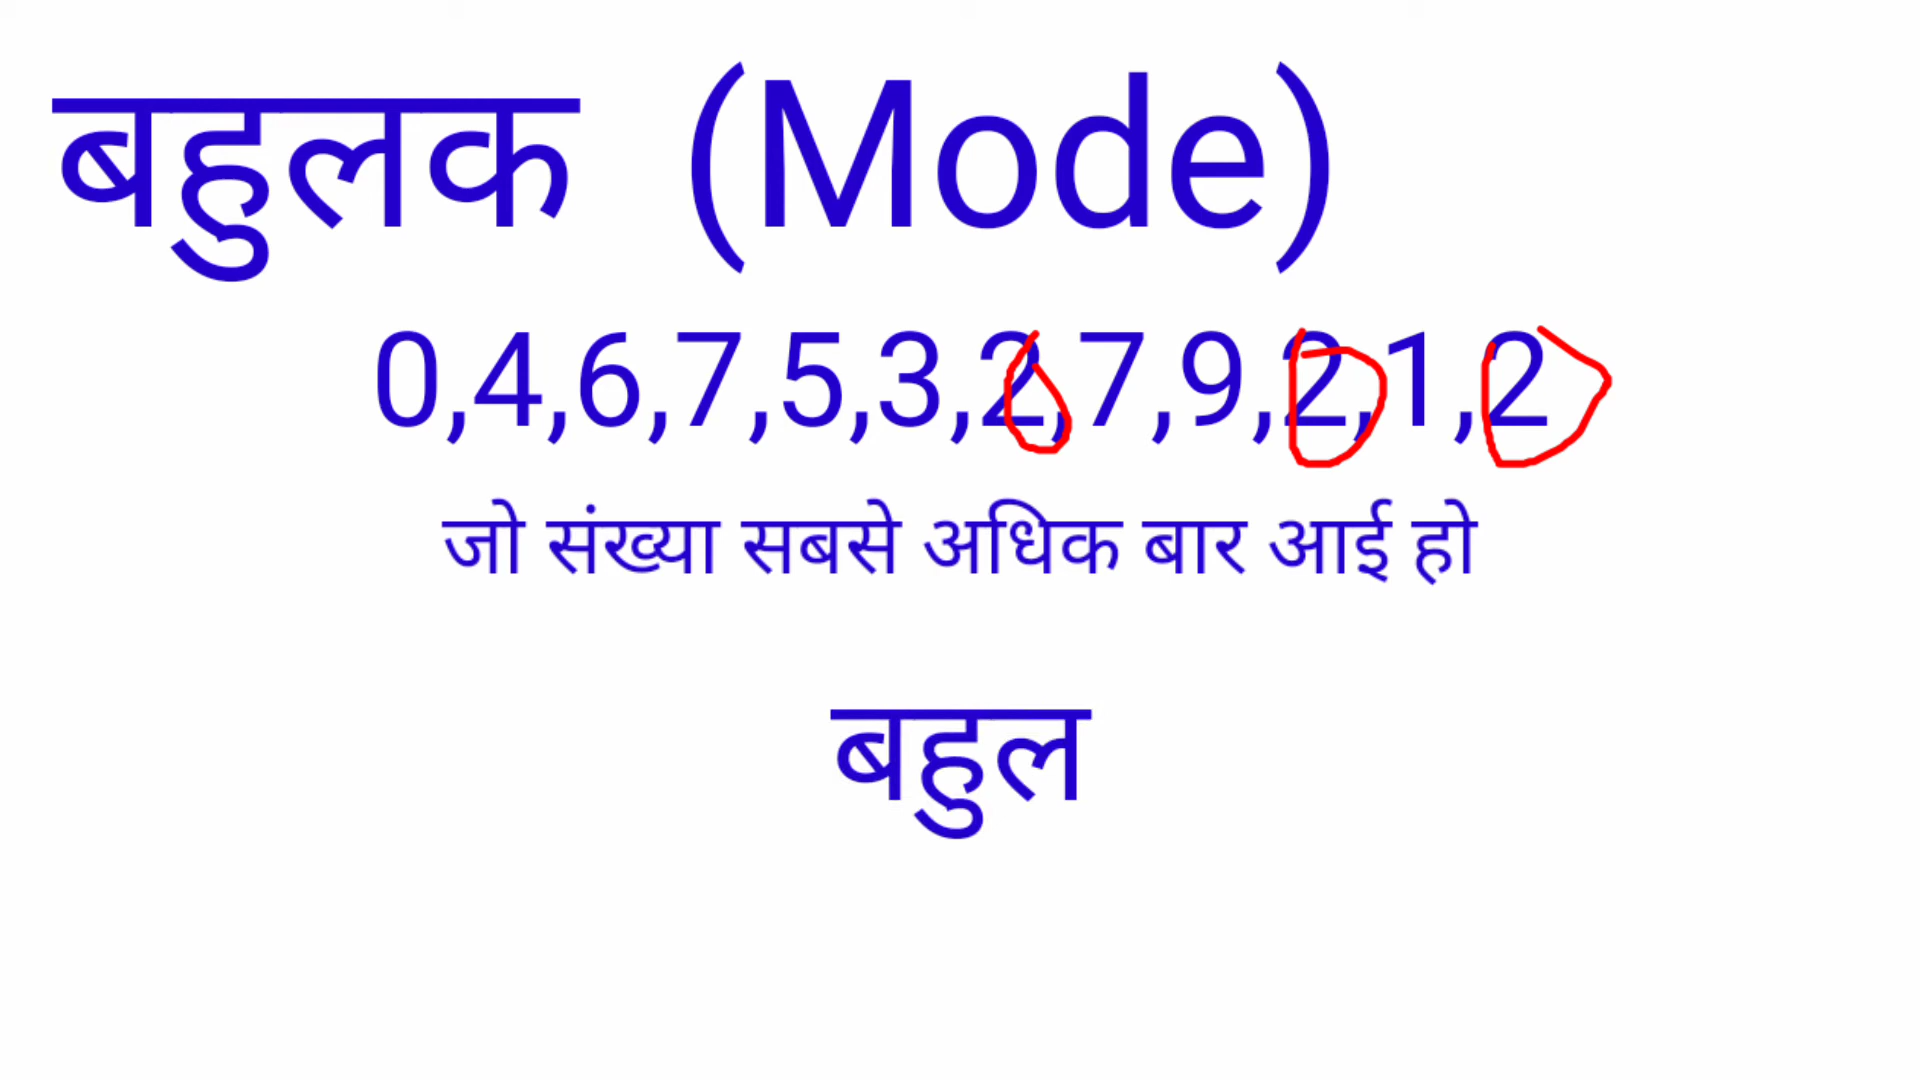 बहुलक (Mode)
0,4,6,7,5,3,2,7,9,2,1,2
जो संख्या सबसे अधिक बार आई हो
बहुल